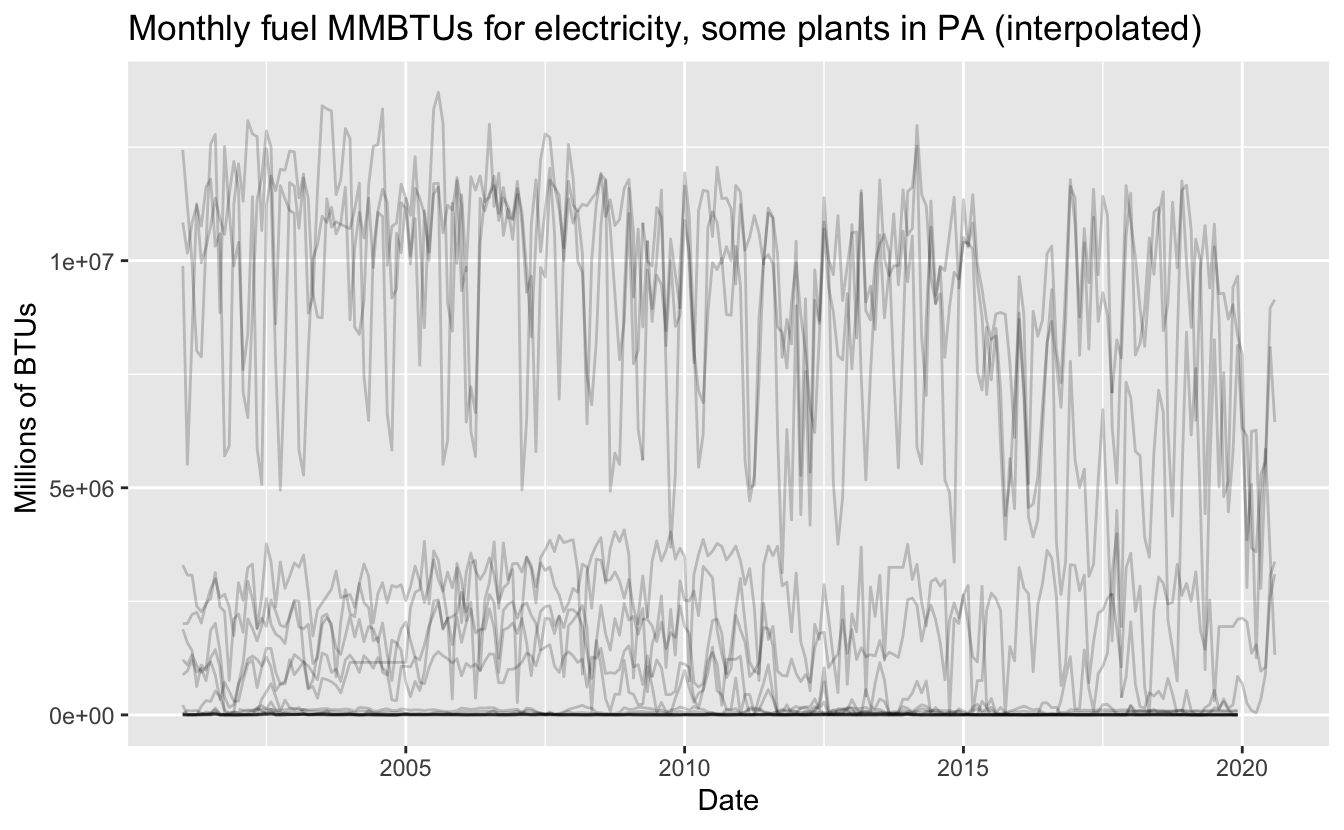 Monthly fuel MMBTUs for electricity, some plants in PA (interpolated)
Millions of BTUs
1e+07
5e+06
0e+00
2005 2010 2015 2020
Date